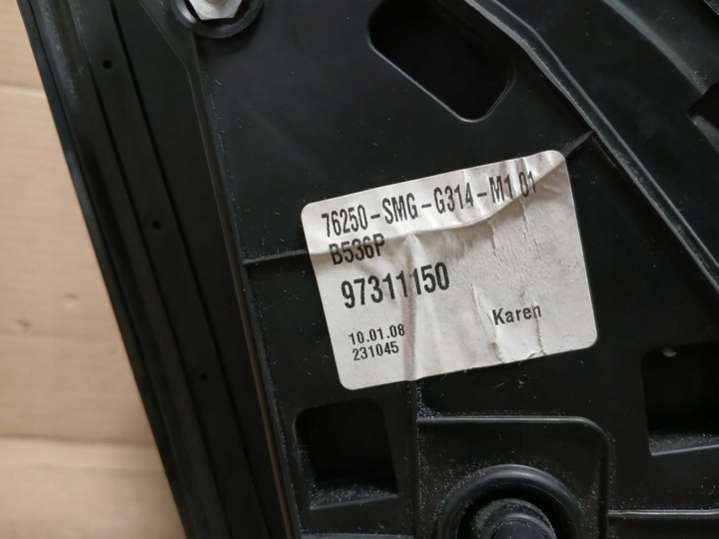 76250-SMG-G314-M1 01
B536P
97311150
10.01.08
231045
Karen